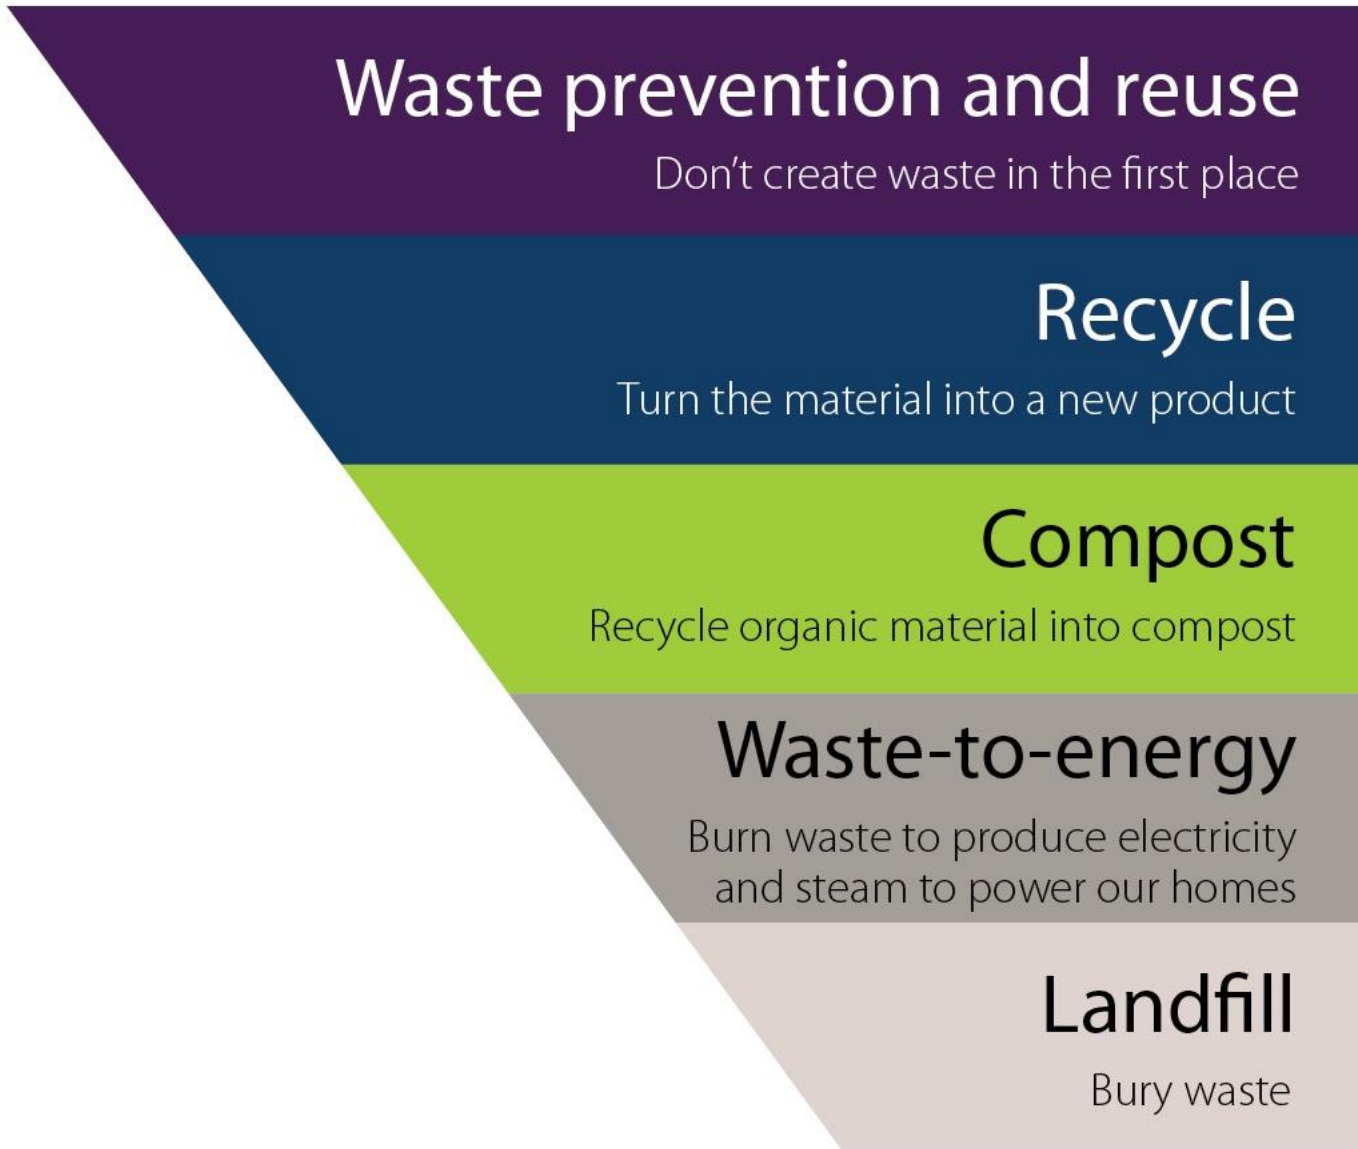 Waste prevention and reuse
Don’t create waste in the first place
Recycle
Turn the material into a new product
Compost
Recycle organic material into compost
Waste-to-energy
Burn waste to produce electricity
and steam to power our homes
Landfill
Bury waste